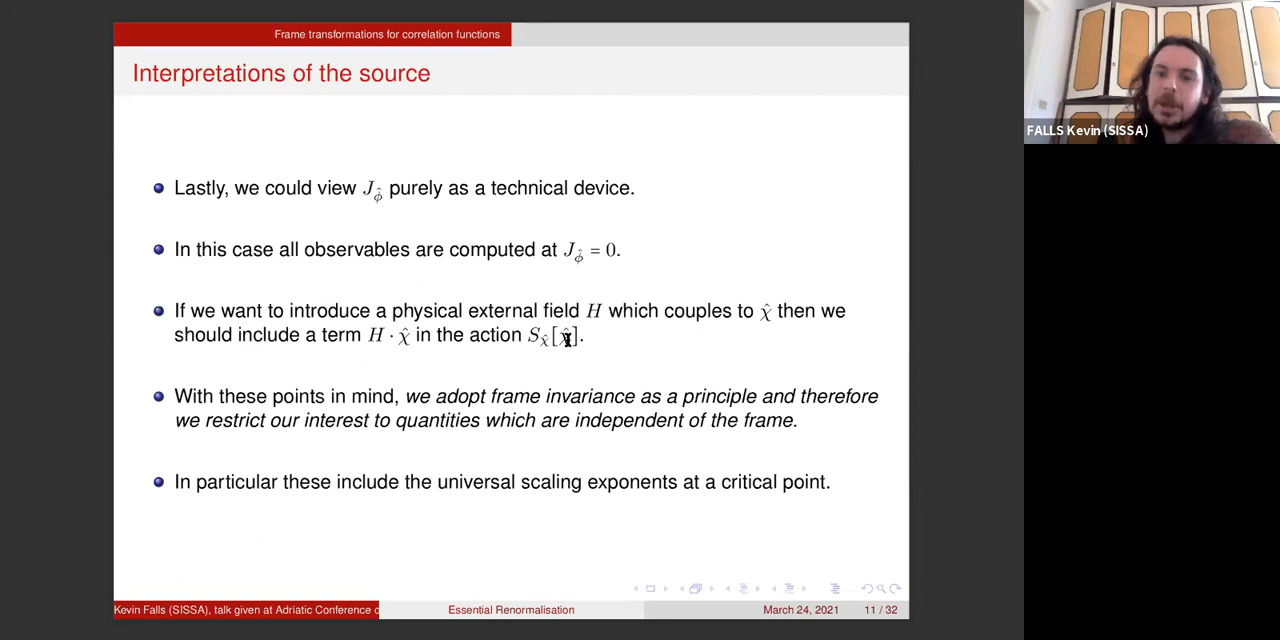 Frame transformations for correlation functions
Interpretations of the source
Lastly, we could view J_φ̂ purely as a technical device.
In this case all observables are computed at J_φ̂ = 0.
If we want to introduce a physical external field H which couples to χ̂ then we
should include a term H · χ̂ in the action S_χ̂[χ̂].
With these points in mind, we adopt frame invariance as a principle and therefore
we restrict our interest to quantities which are independent of the frame.
In particular these include the universal scaling exponents at a critical point.
Kevin Falls (SISSA), talk given at Adriatic Conference o
Essential Renormalisation
March 24, 2021
11 / 32
FALLS Kevin (SISSA)